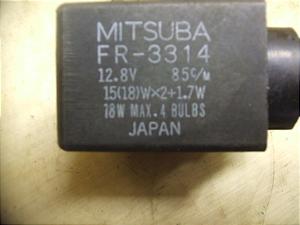 MITSUBA
FR-3314
12.8V 85c/m
15(18)W×2+1.7W
18W MAX. 4 BULBS
JAPAN